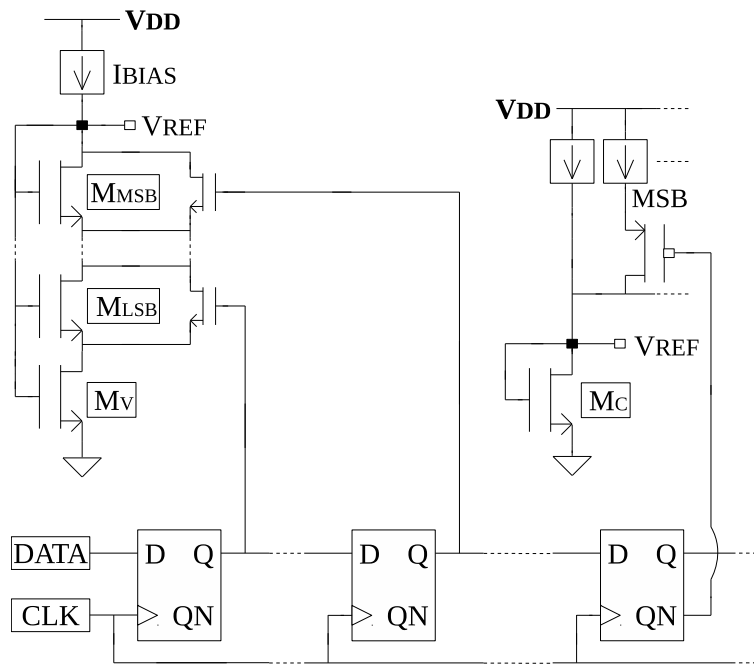 VDD
IBIAS
VREF
MMSB
MLSB
MV
VDD
MSB
VREF
MC
DATA
CLK
D Q
QN
D Q
QN
D Q
QN